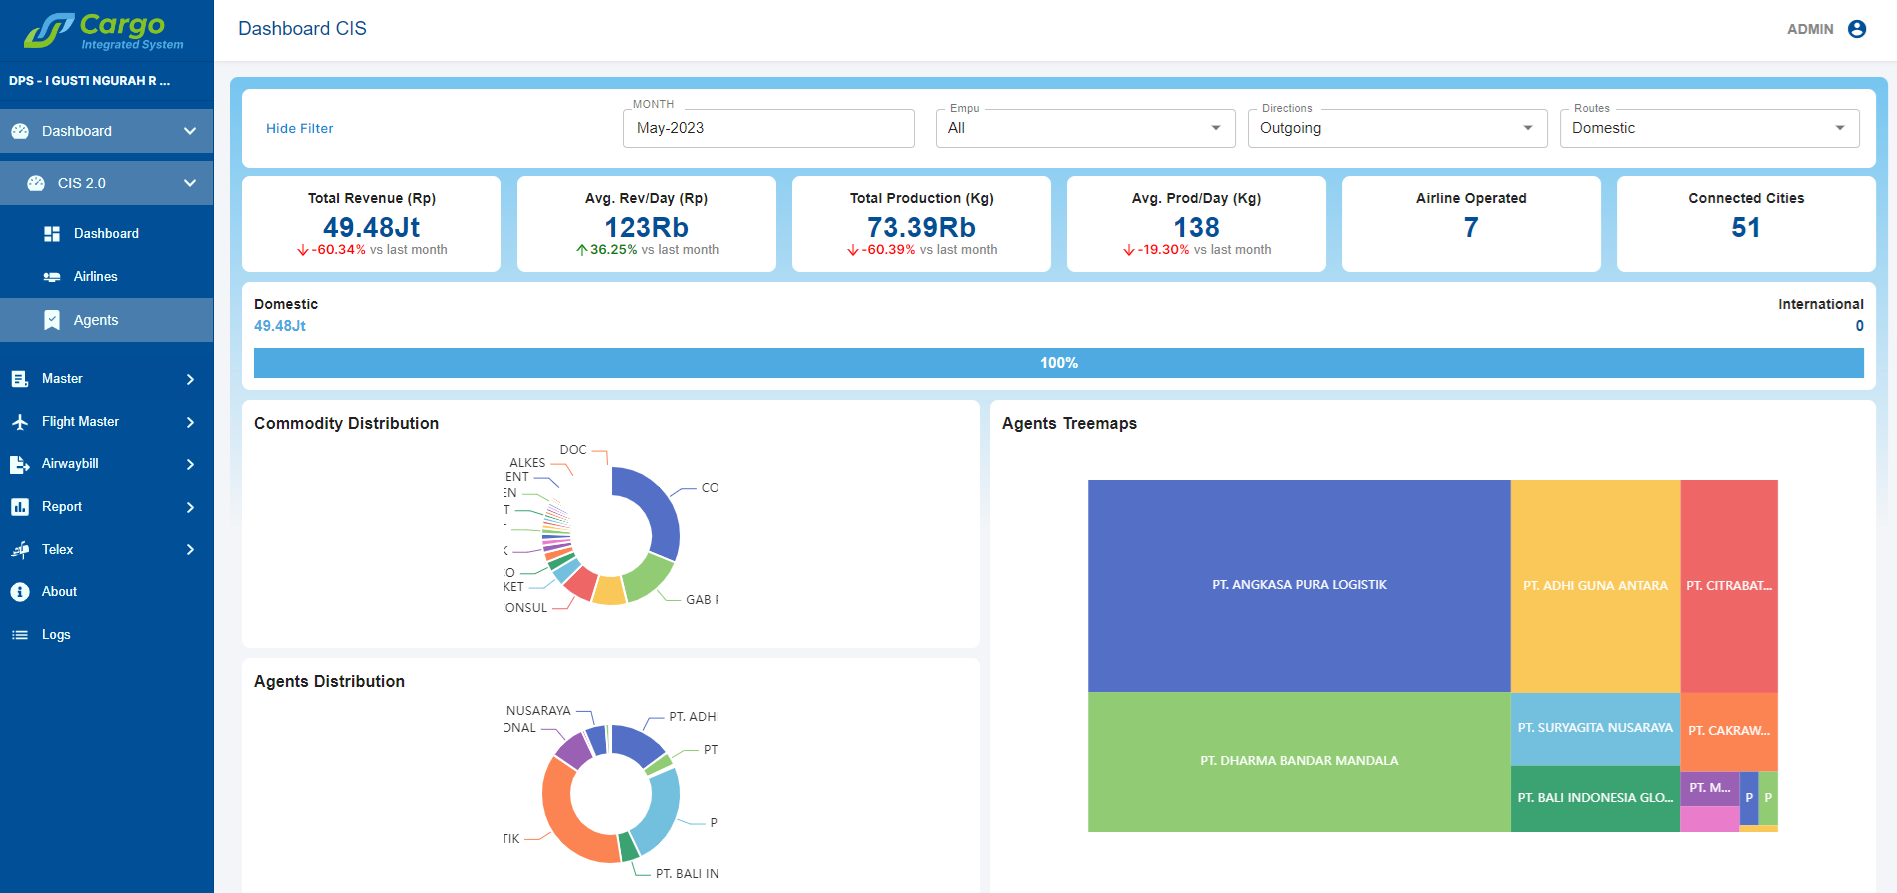 Cargo
Integrated System
DPS - I GUSTI NGURAH R ...
Dashboard
CIS 2.0
Dashboard
Airlines
Agents
Master
Flight Master
Airwaybill
Report
Telex
About
Logs
Dashboard CIS
ADMIN
Hide Filter
MONTH
May-2023
Empu
All
Directions
Outgoing
Routes
Domestic
Total Revenue (Rp)
49.48Jt
-60.34% vs last month
Avg. Rev/Day (Rp)
123Rb
36.25% vs last month
Total Production (Kg)
73.39Rb
-60.39% vs last month
Avg. Prod/Day (Kg)
138
-19.30% vs last month
Airline Operated
7
Connected Cities
51
Domestic
49.48Jt
International
0
100%
Commodity Distribution
DOC
ALKES
ENT
EN
T
K
O
KET
ONSUL
CO
GAB
Agents Distribution
NUSARAYA
ONAL
TIK
PT. ADH
PT
P
PT. BALI IN
Agents Treemaps
PT. ANGKASA PURA LOGISTIK
PT. ADHI GUNA ANTARA
PT. CITRABAT...
PT. DHARMA BANDAR MANDALA
PT. SURYAGITA NUSARAYA
PT. CAKRAW...
PT. BALI INDONESIA GLO...
PT. M...
P
P